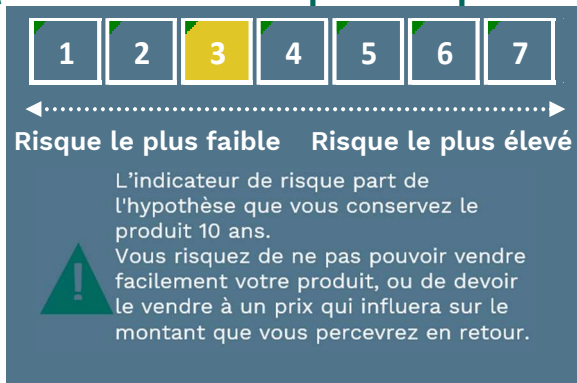 1 2 3 4 5 6 7
Risque le plus faible Risque le plus élevé
L'indicateur de risque part de
l'hypothèse que vous conservez le
produit 10 ans.
Vous risquez de ne pas pouvoir vendre
facilement votre produit, ou de devoir
le vendre à un prix qui influera sur le
montant que vous percevrez en retour.